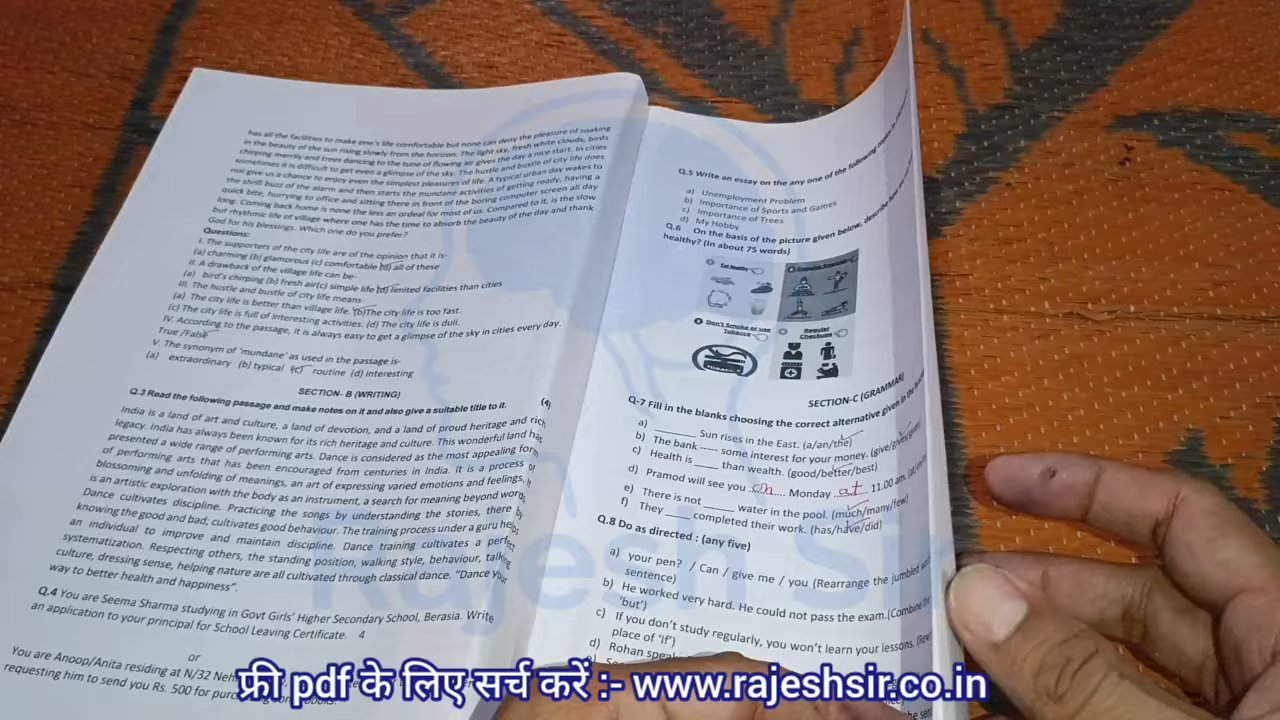 has all the facilities to make one's life comfortable but none can deny the pleasure of soaking
in the beauty of the sun rising slowly from the horizon. The light sky, fresh white clouds, birds
chirping merrily and trees dancing to the tune of flowing air gives the day a nice start. In cities
sometimes it is difficult to get even a glimpse of the sky. The hustle and bustle of city life does
not give us a chance to enjoy even the simplest pleasures of life. A typical urban day wakes to
the shrill buzz of the alarm and then starts the mundane activities of getting ready, having a
quick bite, hurrying to office and sitting there in front of the boring computer screen all day
long. Coming back home is none the less an ordeal for most of us. Compared to it, is the slow
but rhythmic life of village where one has the time to absorb the beauty of the day and thank
God for his blessings. Which one do you prefer?
Questions:
I. The supporters of the city life are of the opinion that it is-
(a) charming (b) glamorous (c) comfortable (d) all of these
II. A drawback of the village life can be-
(a) bird's chirping (b) fresh air(c) simple life (d) limited facilities than cities
III. The hustle and bustle of city life means-
(a) The city life is better than village life. (b)The city life is too fast.
(c) The city life is full of interesting activities. (d) The city life is dull.
IV. According to the passage, it is always easy to get a glimpse of the sky in cities every day.
True /False
V. The synonym of 'mundane' as used in the passage is-
(a) extraordinary (b) typical (c) routine (d) interesting
SECTION- B (WRITING)
Q.3 Read the following passage and make notes on it and also give a suitable title to it. (4)
India is a land of art and culture, a land of devotion, and a land of proud heritage and rich
legacy. India has always been known for its rich heritage and culture. This wonderful land has
presented a wide range of performing arts. Dance is considered as the most appealing form
of performing arts that has been encouraged from centuries in India. It is a process of
blossoming and unfolding of meanings, an art of expressing varied emotions and feelings. It
is an artistic exploration with the body as an instrument, a search for meaning beyond words.
Dance cultivates discipline. Practicing the songs by understanding the stories, there by
knowing the good and bad; cultivates good behaviour. The training process under a guru helps
an individual to improve and maintain discipline. Dance training cultivates a perfect
systematization. Respecting others, the standing position, walking style, behaviour, talking
culture, dressing sense, helping nature are all cultivated through classical dance. "Dance your
way to better health and happiness".
Q.4 You are Seema Sharma studying in Govt Girls' Higher Secondary School, Berasia. Write
an application to your principal for School Leaving Certificate. 4
or
You are Anoop/Anita residing at N/32
requesting him to send you Rs. 500 for
Q.5 Write an essay on the any one of the following
a) Unemployment Problem
b) Importance of Sports and Games
c) Importance of Trees
d) My Hobby
Q.6 On the basis of the picture given below, describe
healthy? (In about 75 words)
Eat healthy
Don't Smoke or use
Tobacco
Regular
Checkups
SECTION-C (GRAMMAR)
Q-7 Fill in the blanks choosing the correct alternative given in the
a) ______ Sun rises in the East. (a/an/the)
b) The bank ----- some interest for your money. (give/gives/given)
c) Health is ____ than wealth. (good/better/best)
d) Pramod will see you ..on.... Monday ..at.... 11.00 am.
e) There is not _____ water in the pool. (much/many/few)
f) They ____ completed their work. (has/have/did)
Q.8 Do as directed : (any five)
a) your pen? / Can / give me / you (Rearrange the jumbled
sentence)
b) He worked very hard. He could not pass the exam.(Combine
'but')
c) If you don't study regularly, you won't learn your lessons.
place of 'if')
d) Rohan
Rajesh Sir
फ्री pdf के लिए सर्च करें :- www.rajeshsir.co.in